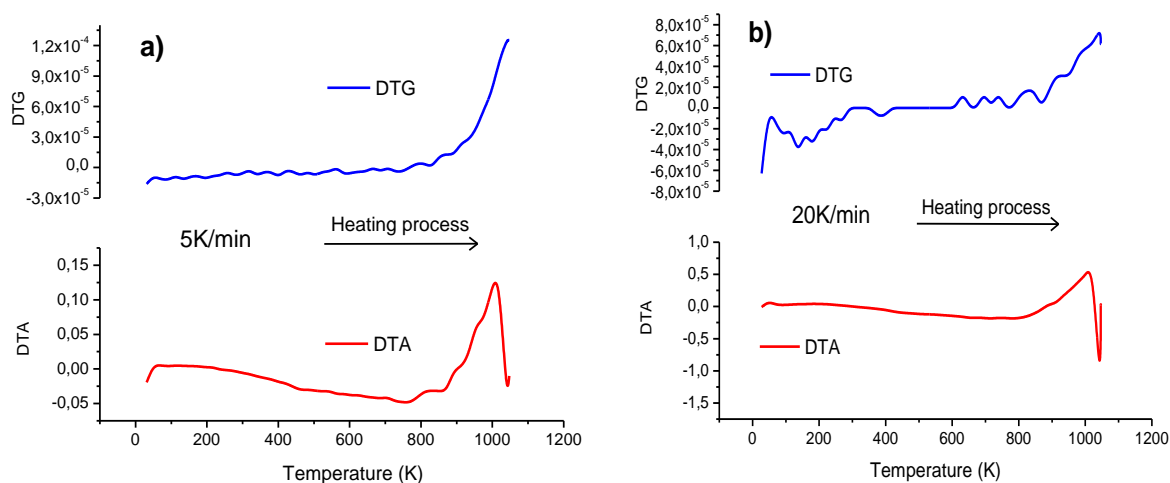 a)
1,2x10⁻⁴
9,0x10⁻⁵
6,0x10⁻⁵
3,0x10⁻⁵
0,0
-3,0x10⁻⁵
DTG
DTG
5K/min
Heating process
0,15
0,10
0,05
0,00
-0,05
DTA
DTA
0 200 400 600 800 1000 1200
Temperature (K)
b)
8,0x10⁻⁵
6,0x10⁻⁵
4,0x10⁻⁵
2,0x10⁻⁵
0,0
-2,0x10⁻⁵
-4,0x10⁻⁵
-6,0x10⁻⁵
-8,0x10⁻⁵
DTG
DTG
20K/min
Heating process
1,0
0,5
0,0
-0,5
-1,0
-1,5
DTA
DTA
0 200 400 600 800 1000 1200
Temperature (K)